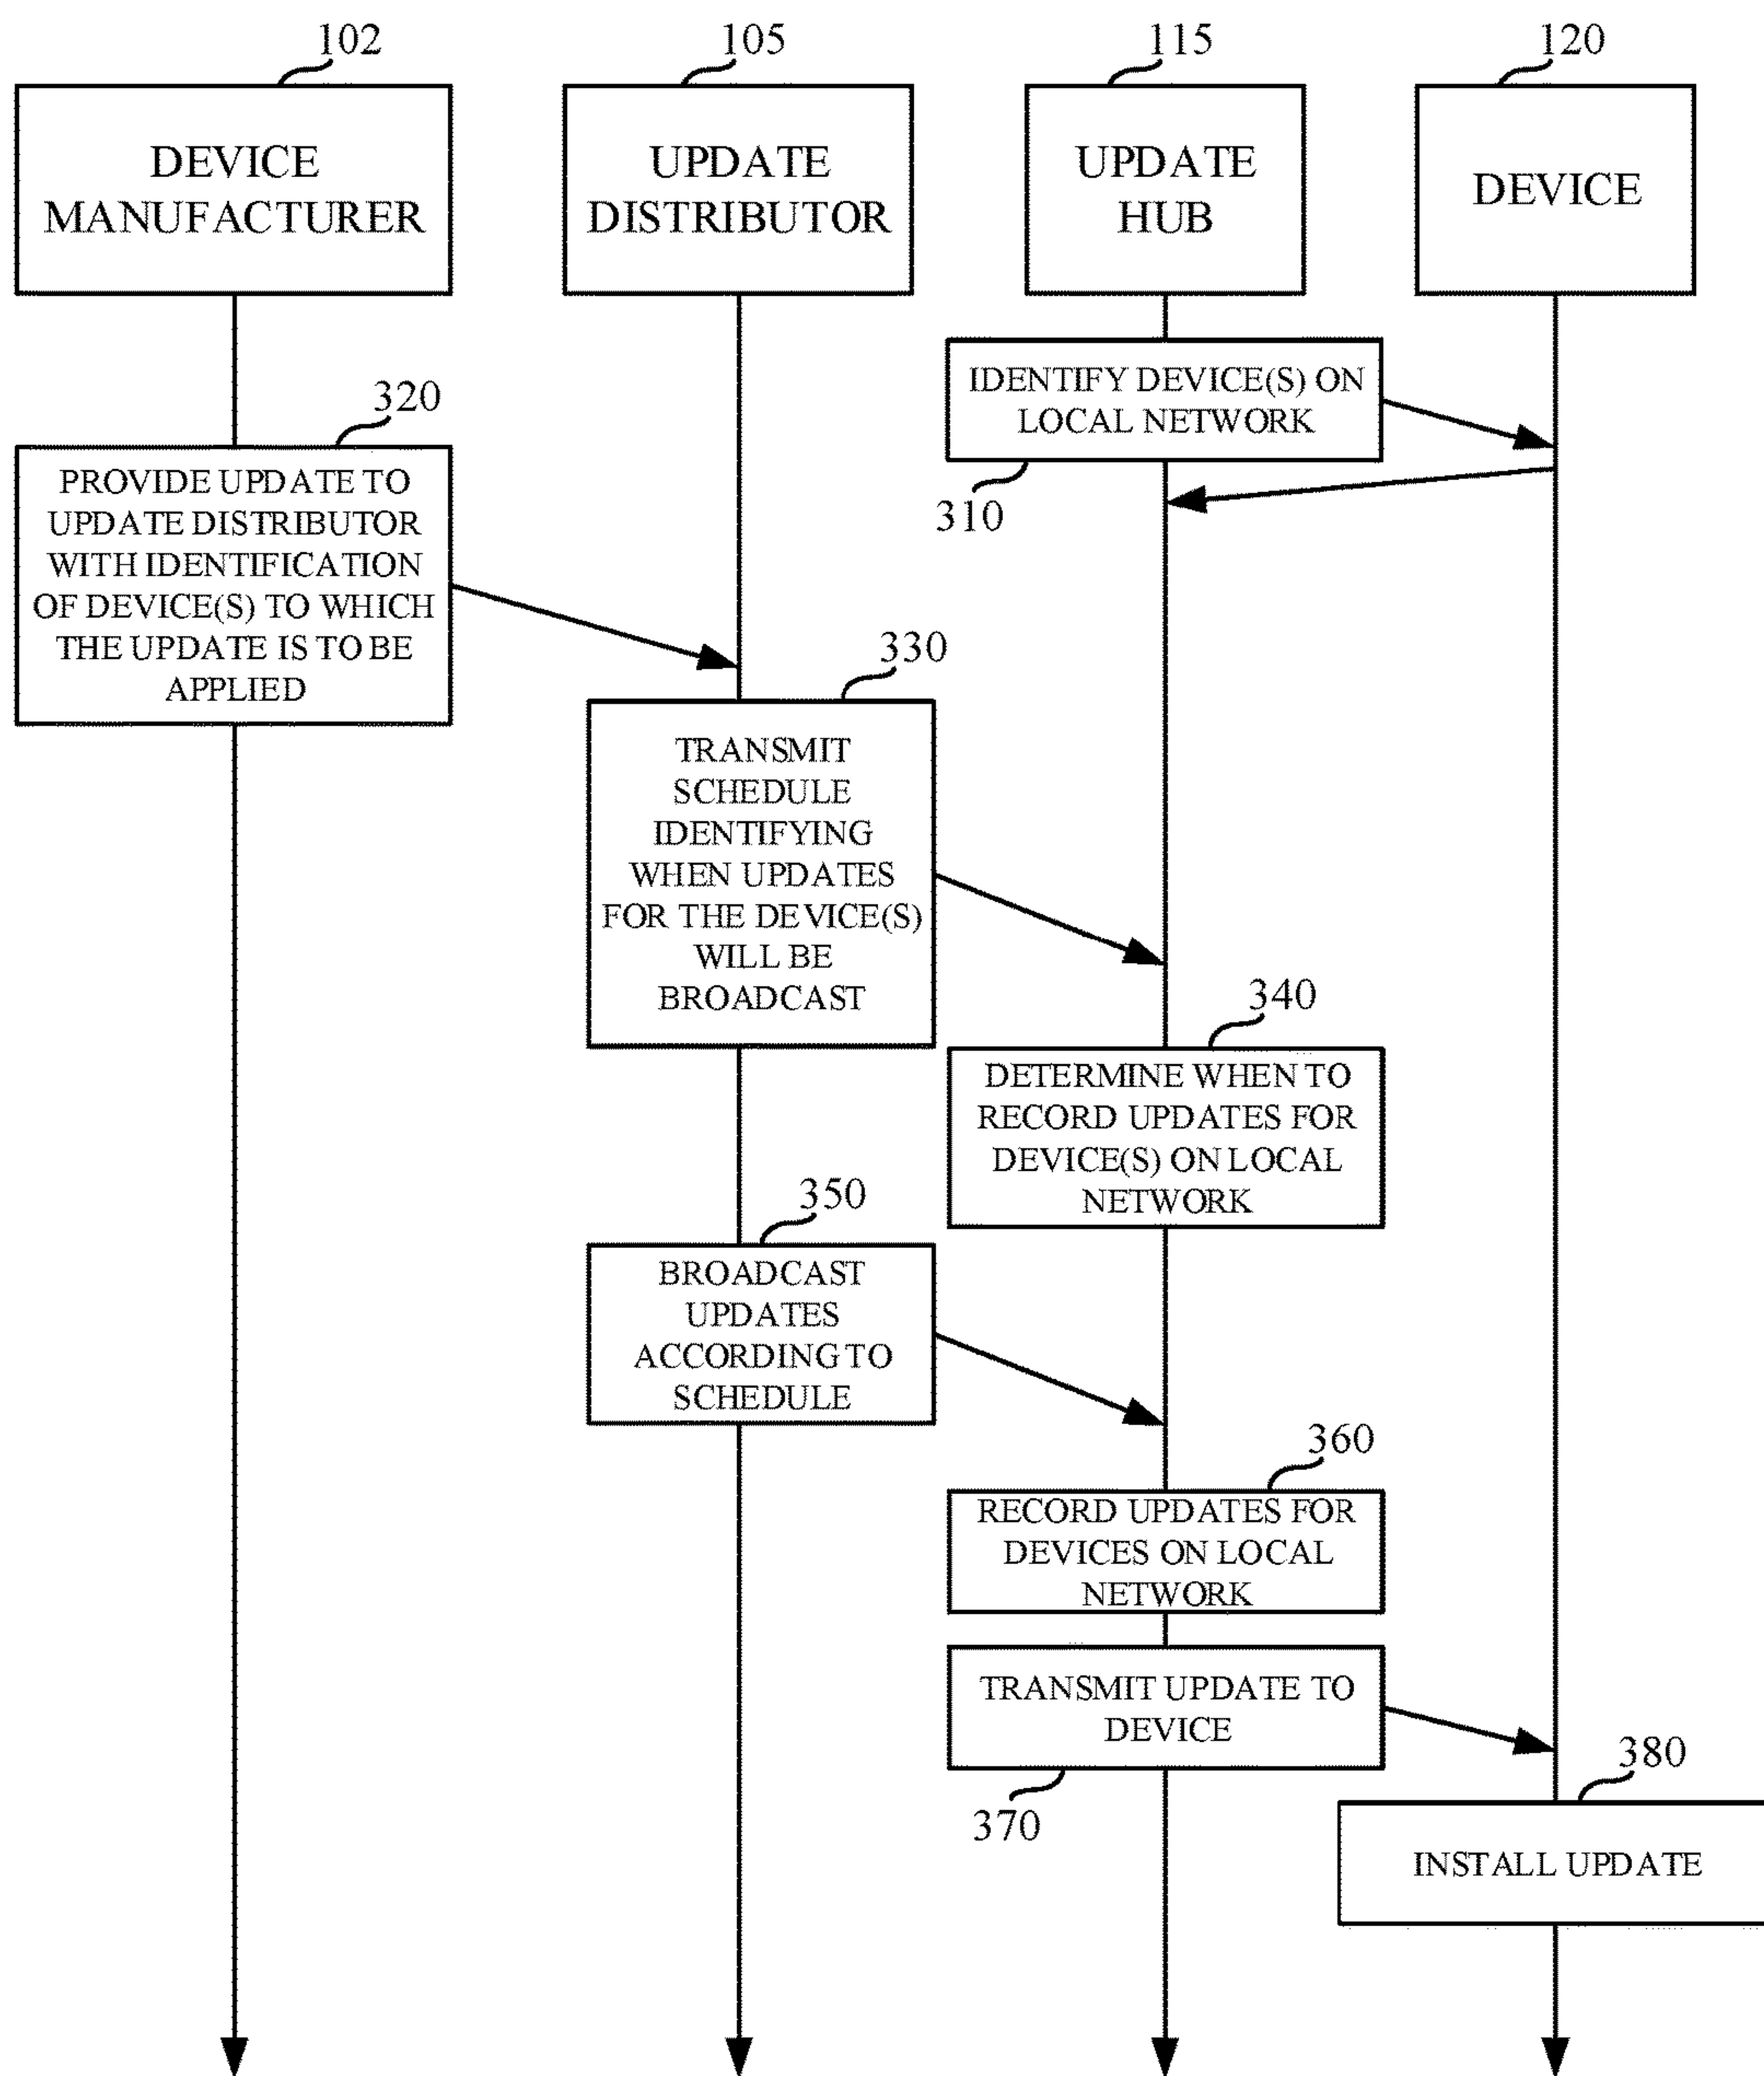 102
105
115
120
DEVICE
MANUFACTURER
UPDATE
DISTRIBUTOR
UPDATE
HUB
DEVICE
IDENTIFY DEVICE(S) ON
LOCAL NETWORK
310
320
PROVIDE UPDATE TO
UPDATE DISTRIBUTOR
WITH IDENTIFICATION
OF DEVICE(S) TO WHICH
THE UPDATE IS TO BE
APPLIED
330
TRANSMIT
SCHEDULE
IDENTIFYING
WHEN UPDATES
FOR THE DEVICE(S)
WILL BE
BROADCAST
340
DETERMINE WHEN TO
RECORD UPDATES FOR
DEVICE(S) ON LOCAL
NETWORK
350
BROADCAST
UPDATES
ACCORDING TO
SCHEDULE
360
RECORD UPDATES FOR
DEVICES ON LOCAL
NETWORK
TRANSMIT UPDATE TO
DEVICE
370
380
INSTALL UPDATE